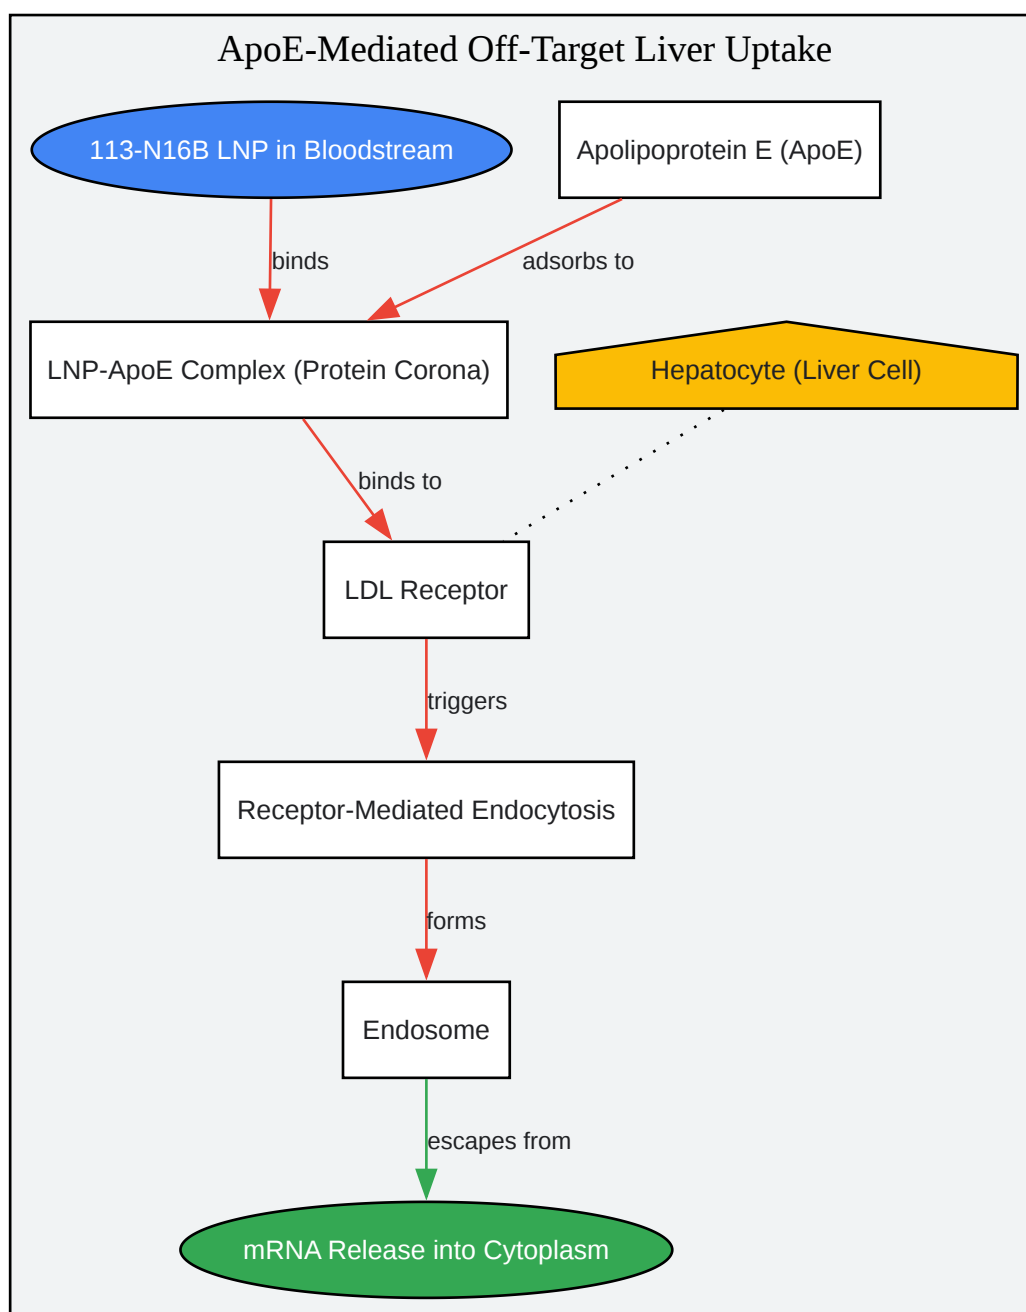 ApoE-Mediated Off-Target Liver Uptake
113-N16B LNP in Bloodstream
Apolipoprotein E (ApoE)
binds
adsorbs to
LNP-ApoE Complex (Protein Corona)
Hepatocyte (Liver Cell)
binds to
LDL Receptor
triggers
Receptor-Mediated Endocytosis
forms
Endosome
escapes from
mRNA Release into Cytoplasm